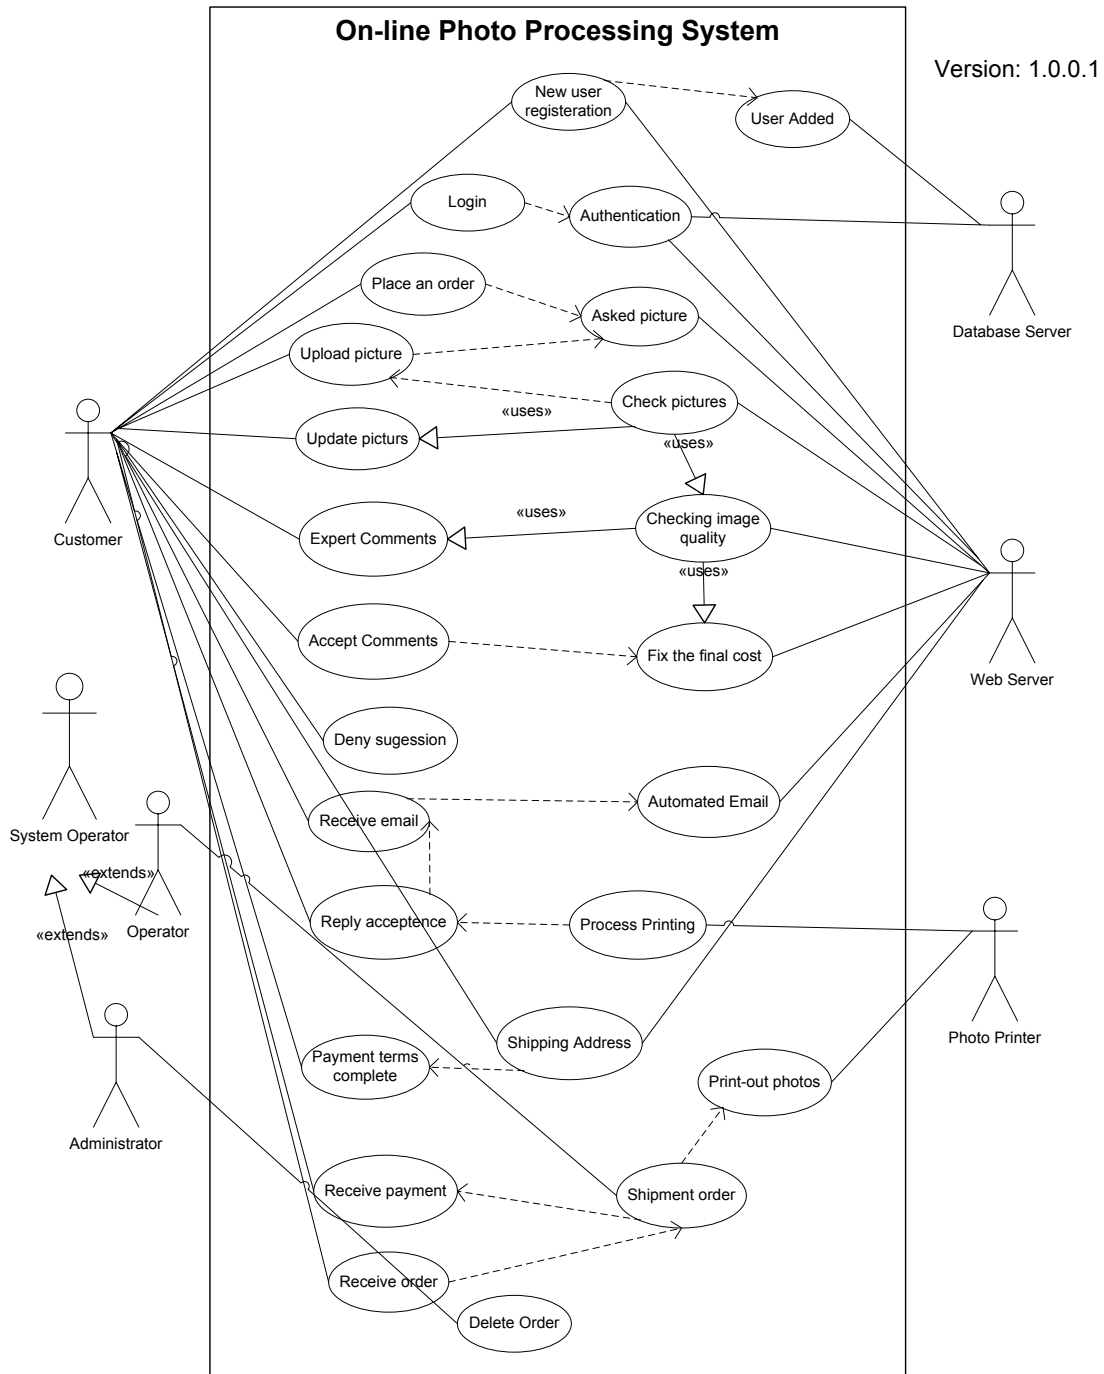 On-line Photo Processing System
Version: 1.0.0.1
New user
registeration
User Added
Login
Authentication
Place an order
Asked picture
Database Server
Upload picture
Check pictures
«uses»
Update picturs
«uses»
Customer
Expert Comments
«uses»
Checking image
quality
«uses»
Accept Comments
Fix the final cost
Web Server
Deny sugession
System Operator
Receive email
Automated Email
«extends»
«extends»
Operator
Reply acceptence
Process Printing
Photo Printer
Shipping Address
Payment terms
complete
Print-out photos
Administrator
Receive payment
Shipment order
Receive order
Delete Order